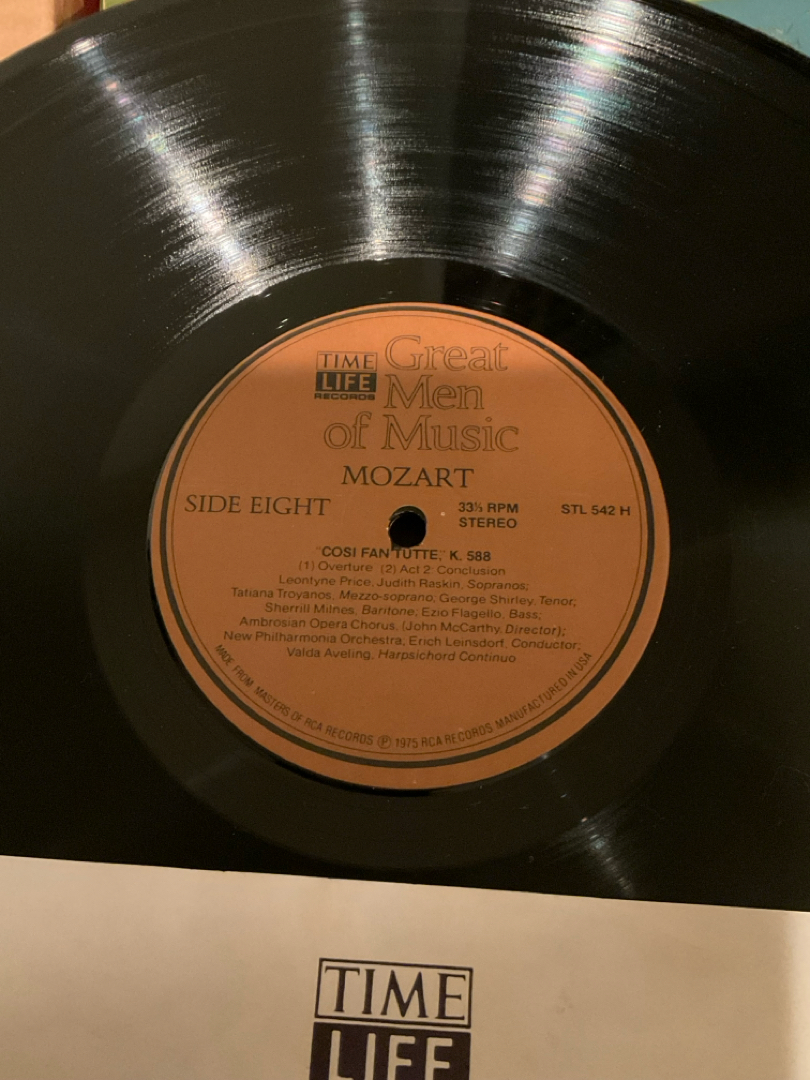 TIME
LIFE
RECORDS
Great
Men
of Music
MOZART
SIDE EIGHT
33⅓ RPM
STEREO
STL 542 H
"COSI FAN TUTTE," K. 588
(1) Overture (2) Act 2: Conclusion
Leontyne Price, Judith Raskin, Sopranos;
Tatiana Troyanos, Mezzo-soprano; George Shirley, Tenor;
Sherrill Milnes, Baritone; Ezio Flagello, Bass;
Ambrosian Opera Chorus, (John McCarthy, Director);
New Philharmonia Orchestra, Erich Leinsdorf, Conductor;
Valda Aveling, Harpsichord Continuo
MADE FROM MASTERS OF RCA RECORDS ℗ 1975 RCA RECORDS MANUFACTURED IN USA
TIME
LIFE